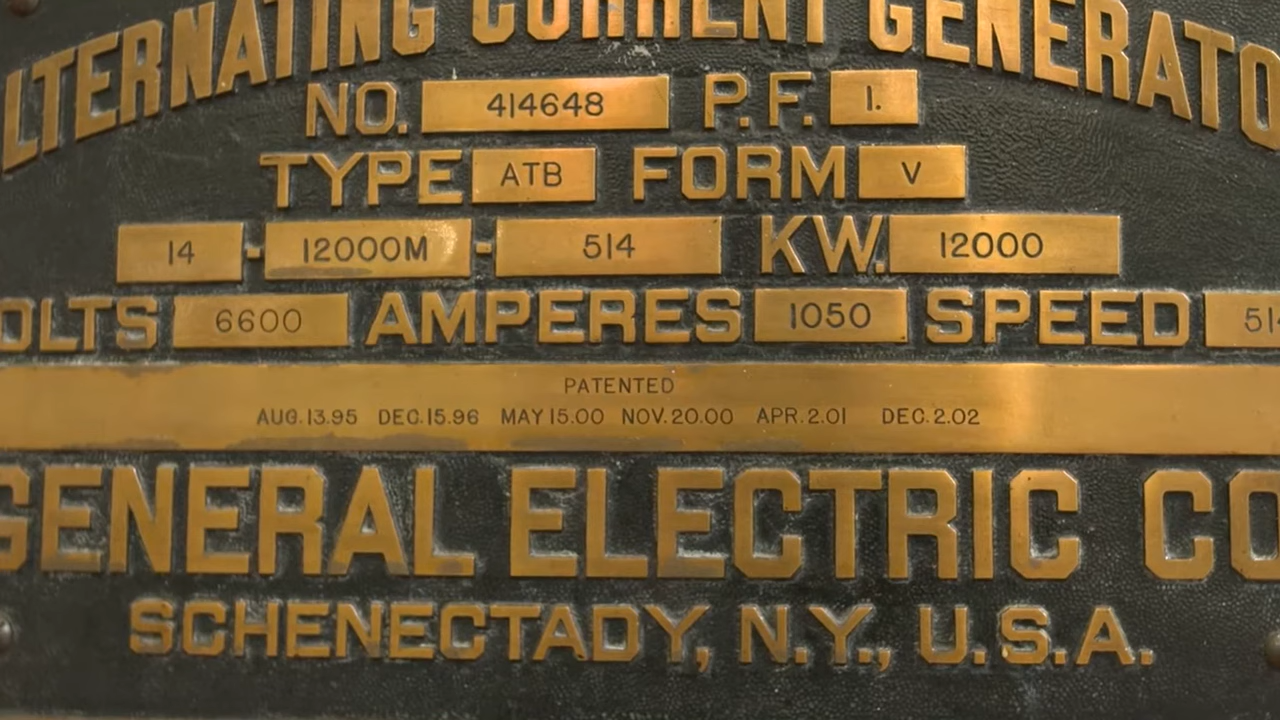 LTERNATING CURRENT GENERATO
NO. 414648 P.F. 1.
TYPE ATB FORM V
14 - 12000M - 514 KW. 12000
OLTS 6600 AMPERES 1050 SPEED 514
PATENTED
AUG.13.95 DEC.15.96 MAY 15.00 NOV.20.00 APR.2.01 DEC.2.02
GENERAL ELECTRIC CO
SCHENECTADY, N.Y., U.S.A.